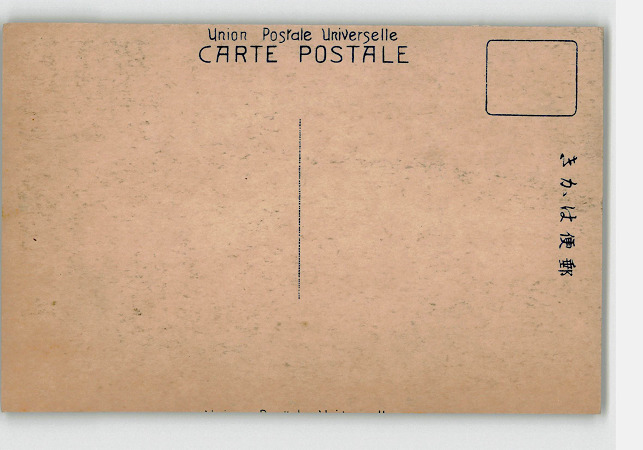 Union Postale Universelle
CARTE POSTALE
郵便はがき